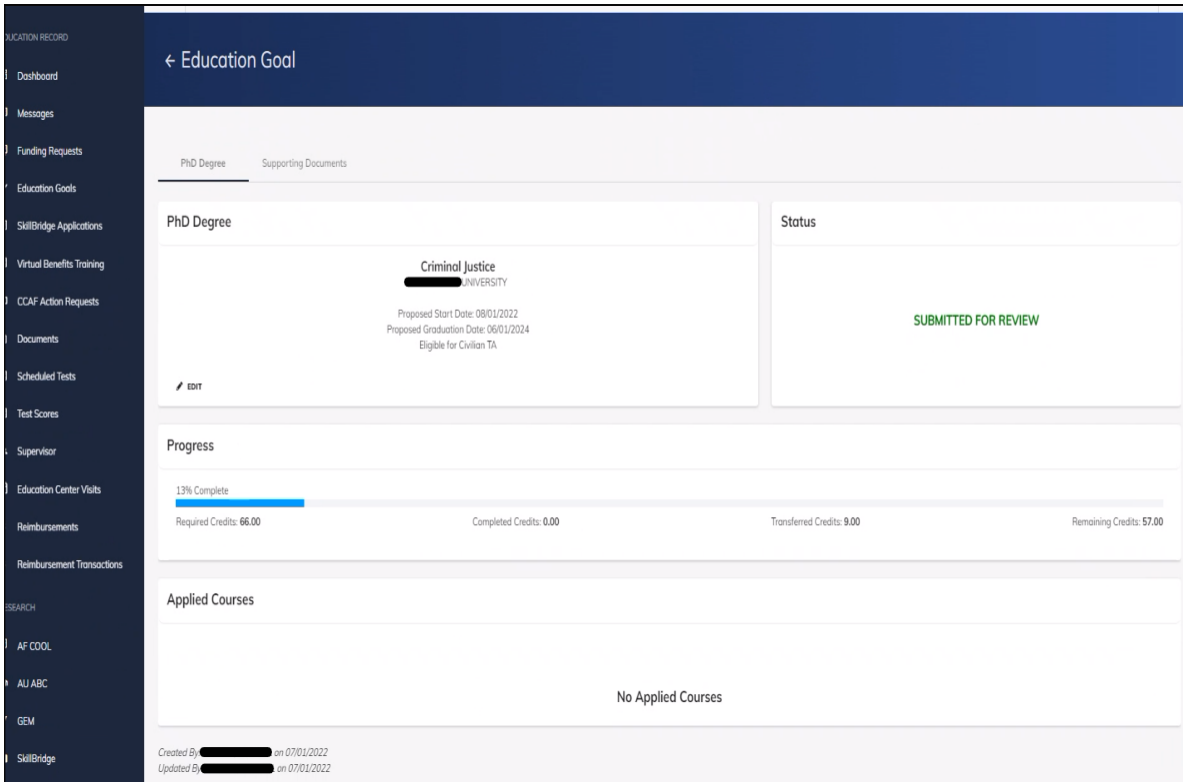 DUCATION RECORD
Dashboard
Messages
Funding Requests
Education Goals
SkillBridge Applications
Virtual Benefits Training
CCAF Action Requests
Documents
Scheduled Tests
Test Scores
Supervisor
Education Center Visits
Reimbursements
Reimbursement Transactions
ESEARCH
AF COOL
AU ABC
GEM
SkillBridge
← Education Goal
PhD Degree Supporting Documents
PhD Degree
Criminal Justice
UNIVERSITY
Proposed Start Date: 08/01/2022
Proposed Graduation Date: 06/01/2024
Eligible for Civilian TA
EDIT
Status
SUBMITTED FOR REVIEW
Progress
13% Complete
Required Credits: 66.00 Completed Credits: 0.00 Transferred Credits: 9.00 Remaining Credits: 57.00
Applied Courses
No Applied Courses
Created By on 07/01/2022
Updated By on 07/01/2022